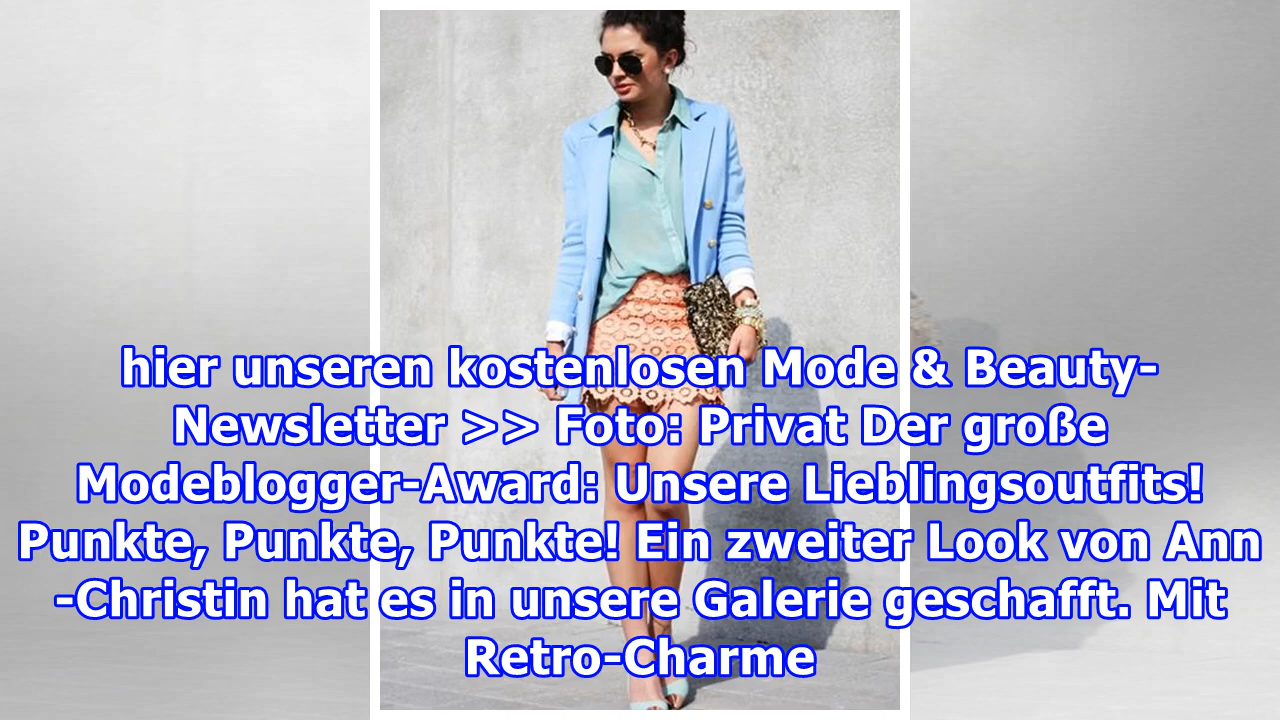 hier unseren kostenlosen Mode & Beauty-
Newsletter >> Foto: Privat Der große
Modeblogger-Award: Unsere Lieblingsoutfits!
Punkte, Punkte, Punkte! Ein zweiter Look von Ann
-Christin hat es in unsere Galerie geschafft. Mit
Retro-Charme